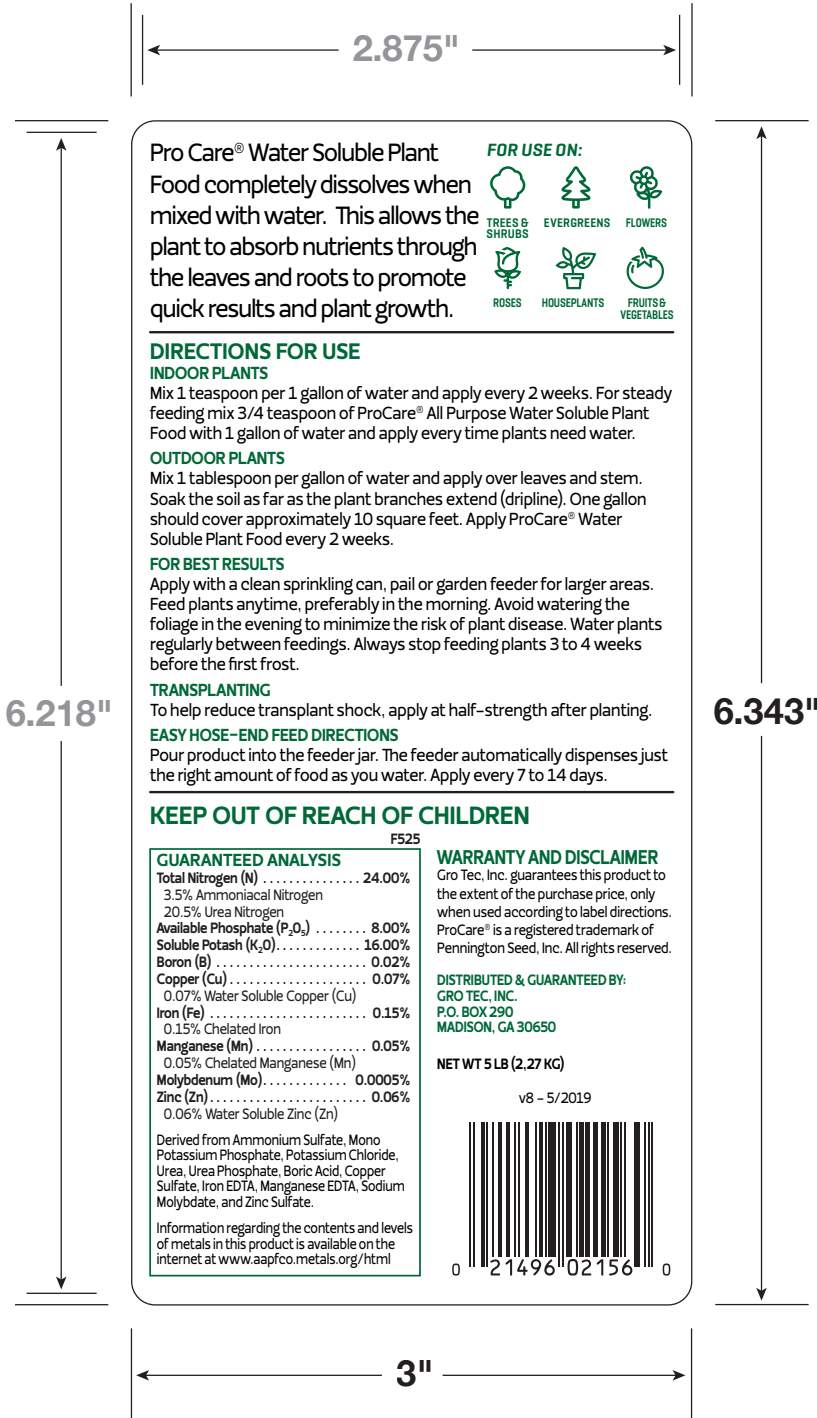 2.875"
Pro Care® Water Soluble Plant
Food completely dissolves when
mixed with water. This allows the
plant to absorb nutrients through
the leaves and roots to promote
quick results and plant growth.
FOR USE ON:
TREES &
SHRUBS
EVERGREENS
FLOWERS
ROSES
HOUSEPLANTS
FRUITS &
VEGETABLES
DIRECTIONS FOR USE
INDOOR PLANTS
Mix 1 teaspoon per 1 gallon of water and apply every 2 weeks. For steady
feeding mix 3/4 teaspoon of ProCare® All Purpose Water Soluble Plant
Food with 1 gallon of water and apply every time plants need water.
OUTDOOR PLANTS
Mix 1 tablespoon per gallon of water and apply over leaves and stem.
Soak the soil as far as the plant branches extend (dripline). One gallon
should cover approximately 10 square feet. Apply ProCare® Water
Soluble Plant Food every 2 weeks.
FOR BEST RESULTS
Apply with a clean sprinkling can, pail or garden feeder for larger areas.
Feed plants anytime, preferably in the morning. Avoid watering the
foliage in the evening to minimize the risk of plant disease. Water plants
regularly between feedings. Always stop feeding plants 3 to 4 weeks
before the first frost.
TRANSPLANTING
To help reduce transplant shock, apply at half-strength after planting.
EASY HOSE-END FEED DIRECTIONS
Pour product into the feeder jar. The feeder automatically dispenses just
the right amount of food as you water. Apply every 7 to 14 days.
6.218"
6.343"
KEEP OUT OF REACH OF CHILDREN
F525
GUARANTEED ANALYSIS
Total Nitrogen (N) . . . . . . . . . . . . . . . 24.00%
3.5% Ammoniacal Nitrogen
20.5% Urea Nitrogen
Available Phosphate (P₂O₅) . . . . . . . . 8.00%
Soluble Potash (K₂O). . . . . . . . . . . . . 16.00%
Boron (B) . . . . . . . . . . . . . . . . . . . . . . . 0.02%
Copper (Cu) . . . . . . . . . . . . . . . . . . . . . 0.07%
0.07% Water Soluble Copper (Cu)
Iron (Fe) . . . . . . . . . . . . . . . . . . . . . . . . 0.15%
0.15% Chelated Iron
Manganese (Mn) . . . . . . . . . . . . . . . . . 0.05%
0.05% Chelated Manganese (Mn)
Molybdenum (Mo). . . . . . . . . . . . . 0.0005%
Zinc (Zn) . . . . . . . . . . . . . . . . . . . . . . . . 0.06%
0.06% Water Soluble Zinc (Zn)
Derived from Ammonium Sulfate, Mono
Potassium Phosphate, Potassium Chloride,
Urea, Urea Phosphate, Boric Acid, Copper
Sulfate, Iron EDTA, Manganese EDTA, Sodium
Molybdate, and Zinc Sulfate.
Information regarding the contents and levels
of metals in this product is available on the
internet at www.aapfco.metals.org/html
WARRANTY AND DISCLAIMER
Gro Tec, Inc. guarantees this product to
the extent of the purchase price, only
when used according to label directions.
ProCare® is a registered trademark of
Pennington Seed, Inc. All rights reserved.
DISTRIBUTED & GUARANTEED BY:
GRO TEC, INC.
P.O. BOX 290
MADISON, GA 30650
NET WT 5 LB (2,27 KG)
v8 - 5/2019
0 21496 02156 0
3"